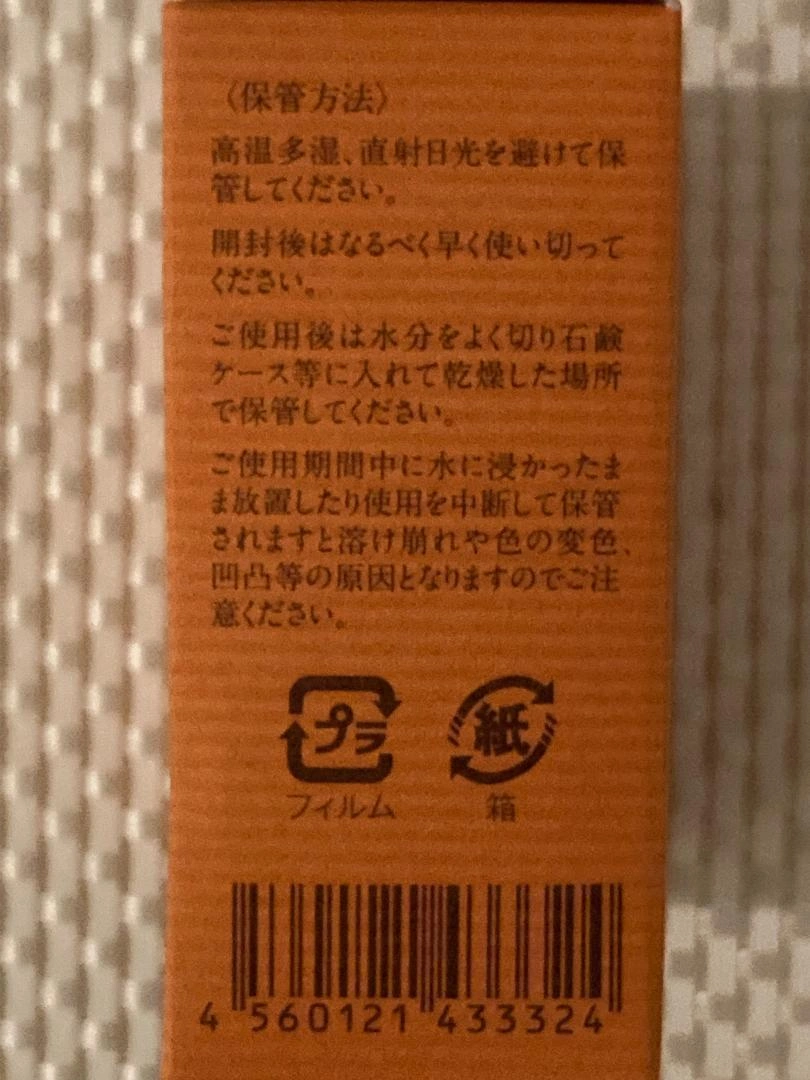 〈保管方法〉
高温多湿、直射日光を避けて保
管してください。
開封後はなるべく早く使い切って
ください。
ご使用後は水分をよく切り石鹸
ケース等に入れて乾燥した場所
で保管してください。
ご使用期間中に水に浸かったま
ま放置したり使用を中断して保管
されますと溶け崩れや色の変色、
凹凸等の原因となりますのでご注
意ください。
プラ 紙
フィルム 箱
4 560121 433324